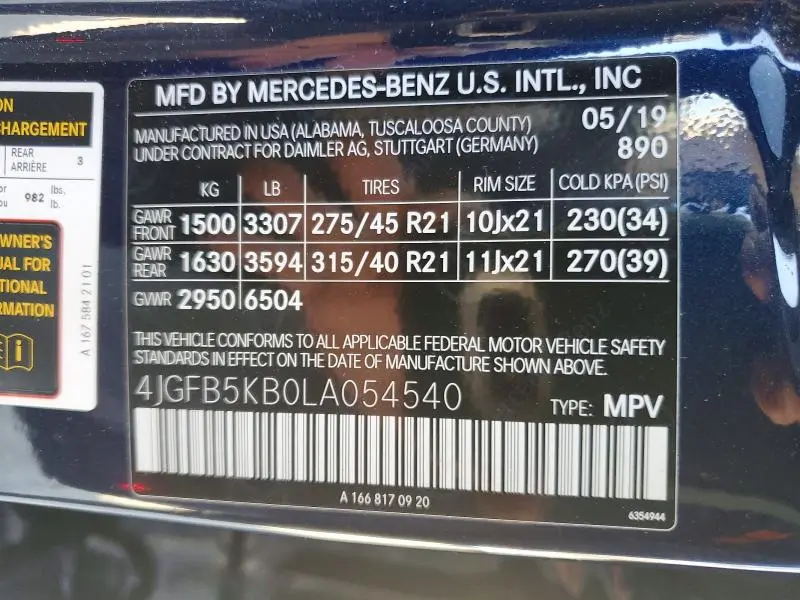 ON
CHARGEMENT
REAR
ARRIÈRE 3
or
ou 982 lbs.
lb.
OWNER'S
UAL FOR
TIONAL
RMATION
i
A 167 584 21 01
MFD BY MERCEDES-BENZ U.S. INTL., INC
MANUFACTURED IN USA (ALABAMA, TUSCALOOSA COUNTY) 05/19
UNDER CONTRACT FOR DAIMLER AG, STUTTGART (GERMANY) 890
KG LB TIRES RIM SIZE COLD KPA (PSI)
GAWR FRONT 1500 3307 275/45 R21 10Jx21 230(34)
GAWR REAR 1630 3594 315/40 R21 11Jx21 270(39)
GVWR 2950 6504
THIS VEHICLE CONFORMS TO ALL APPLICABLE FEDERAL MOTOR VEHICLE SAFETY
STANDARDS IN EFFECT ON THE DATE OF MANUFACTURE SHOWN ABOVE.
4JGFB5KB0LA054540 TYPE: MPV
A 166 817 09 20
6354944